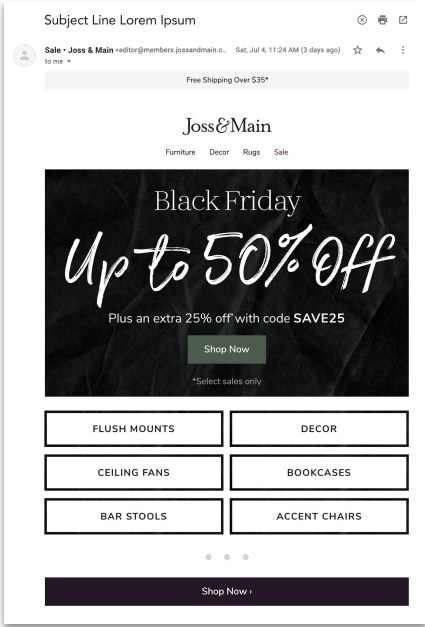 Subject Line Lorem Ipsum
Sale • Joss & Main <editor@members.jossandmain.c... Sat, Jul 4, 11:24 AM (3 days ago)
to me
Free Shipping Over $35*
Joss&Main
Furniture Decor Rugs Sale
Black Friday
Up to 50% Off
Plus an extra 25% off* with code SAVE25
Shop Now
*Select sales only
FLUSH MOUNTS DECOR
CEILING FANS BOOKCASES
BAR STOOLS ACCENT CHAIRS
Shop Now ›